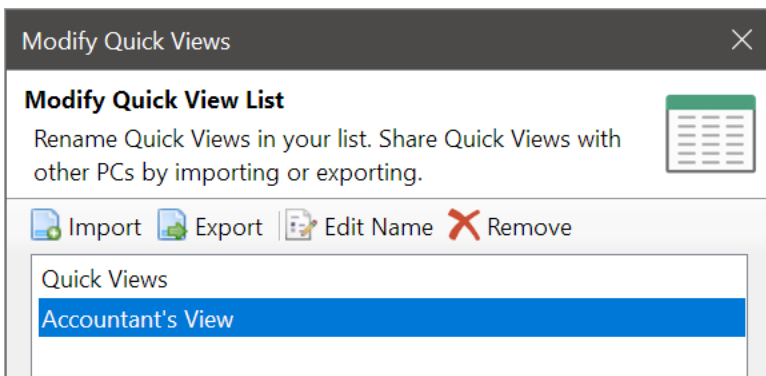 Modify Quick Views
Modify Quick View List
Rename Quick Views in your list. Share Quick Views with
other PCs by importing or exporting.
Import Export Edit Name Remove
Quick Views
Accountant's View